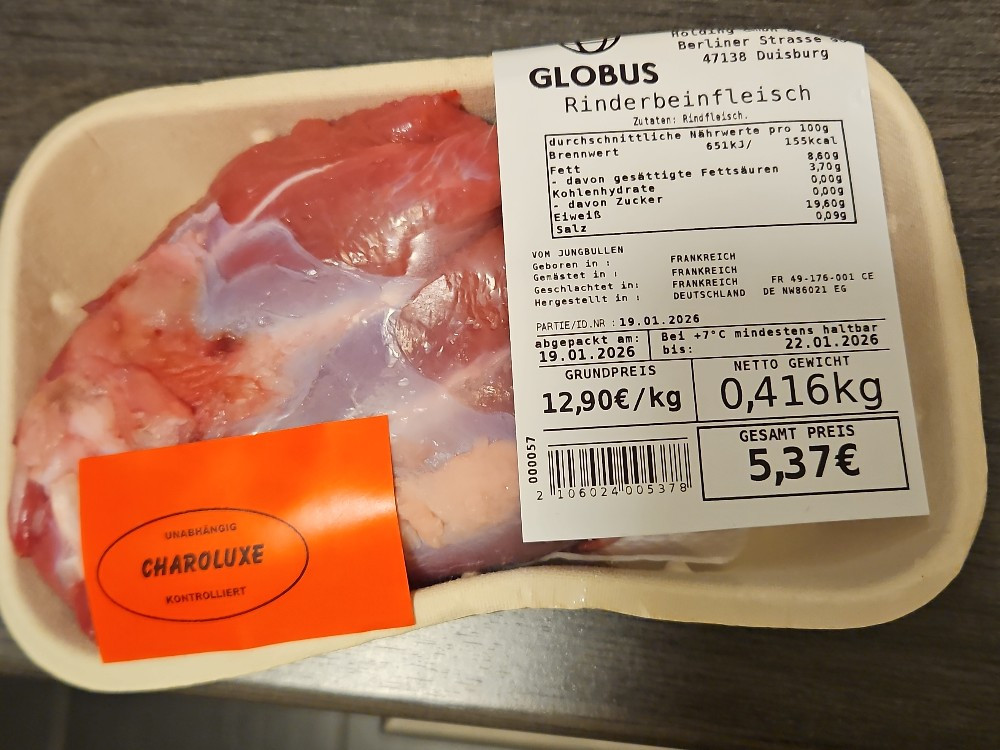 Berliner Strasse
47138 Duisburg
GLOBUS
Rinderbeinfleisch
Zutaten: Rindfleisch.
durchschnittliche Nährwerte pro 100g
Brennwert 651kJ/ 155kcal
Fett 8,60g
- davon gesättigte Fettsäuren 3,70g
Kohlenhydrate 0,00g
- davon Zucker 0,00g
Eiweiß 19,60g
Salz 0,09g
VOM JUNGBULLEN
Geboren in : FRANKREICH
Gemästet in : FRANKREICH
Geschlachtet in: FRANKREICH FR 49-176-001 CE
Hergestellt in : DEUTSCHLAND DE NW86021 EG
PARTIE/ID.NR : 19.01.2026
abgepackt am: 19.01.2026
Bei +7°C mindestens haltbar
bis: 22.01.2026
GRUNDPREIS
12,90€/kg
NETTO GEWICHT
0,416kg
GESAMT PREIS
5,37€
000057
2 106024 005378
UNABHÄNGIG
CHAROLUXE
KONTROLLIERT